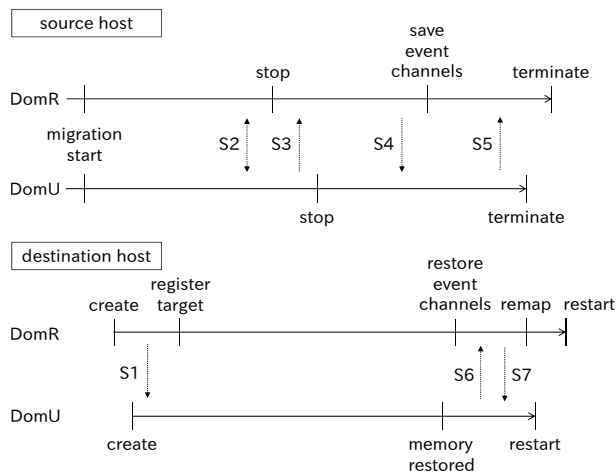 source host
save
event
channels
stop
terminate
DomR
migration
start
S2
S3
S4
S5
DomU
stop
terminate
destination host
restore
event
channels
register
target
create
remap
restart
DomR
S1
S6
S7
DomU
create
memory
restored
restart